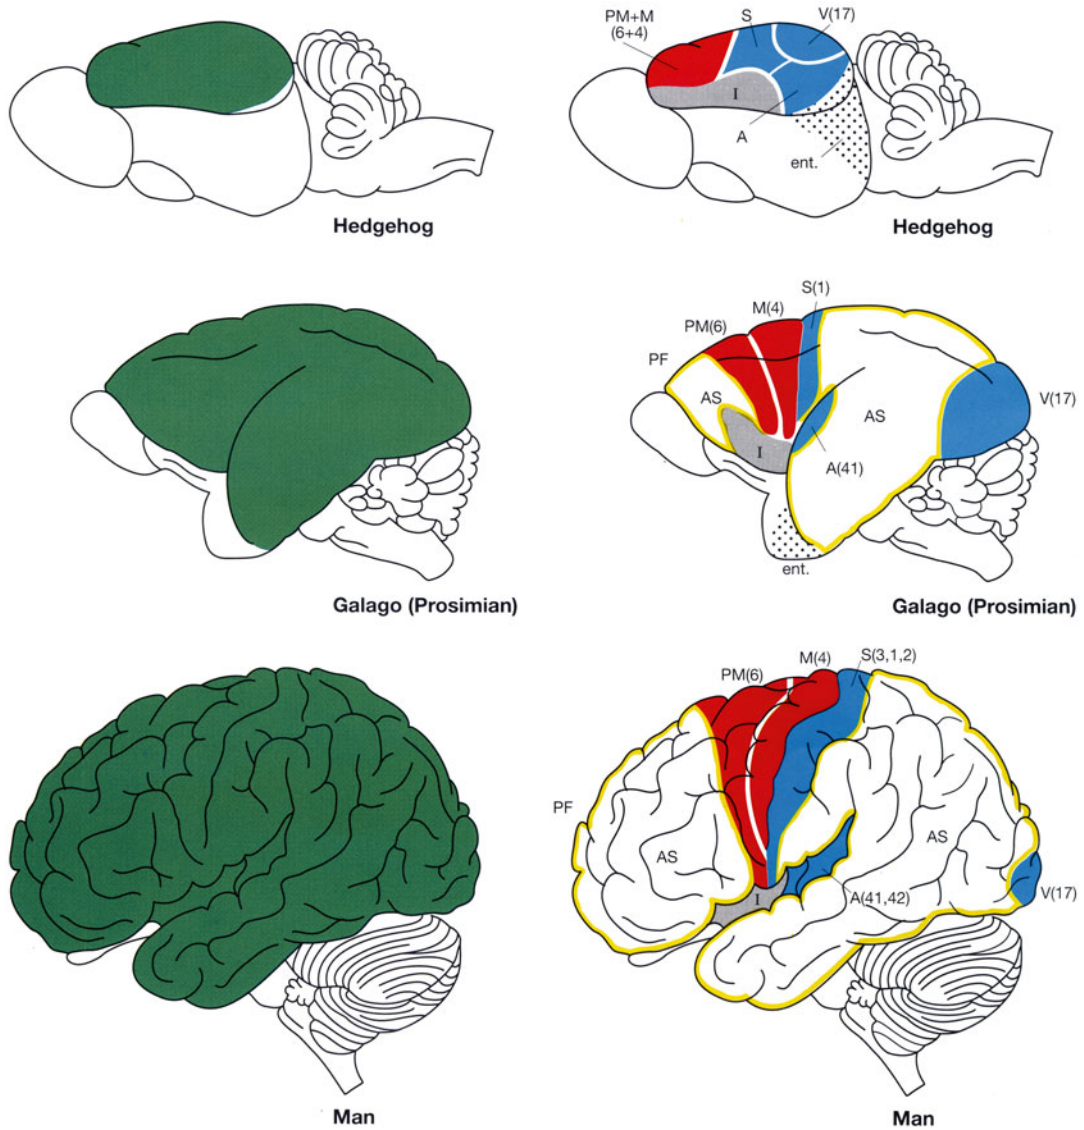 PM+M
(6+4)
S
V(17)
I
A
ent.
Hedgehog
Hedgehog
S(1)
M(4)
PM(6)
PF
AS
AS
V(17)
I
A(41)
ent.
Galago (Prosimian)
Galago (Prosimian)
S(3,1,2)
M(4)
PM(6)
PF
AS
AS
I
A(41,42)
V(17)
Man
Man